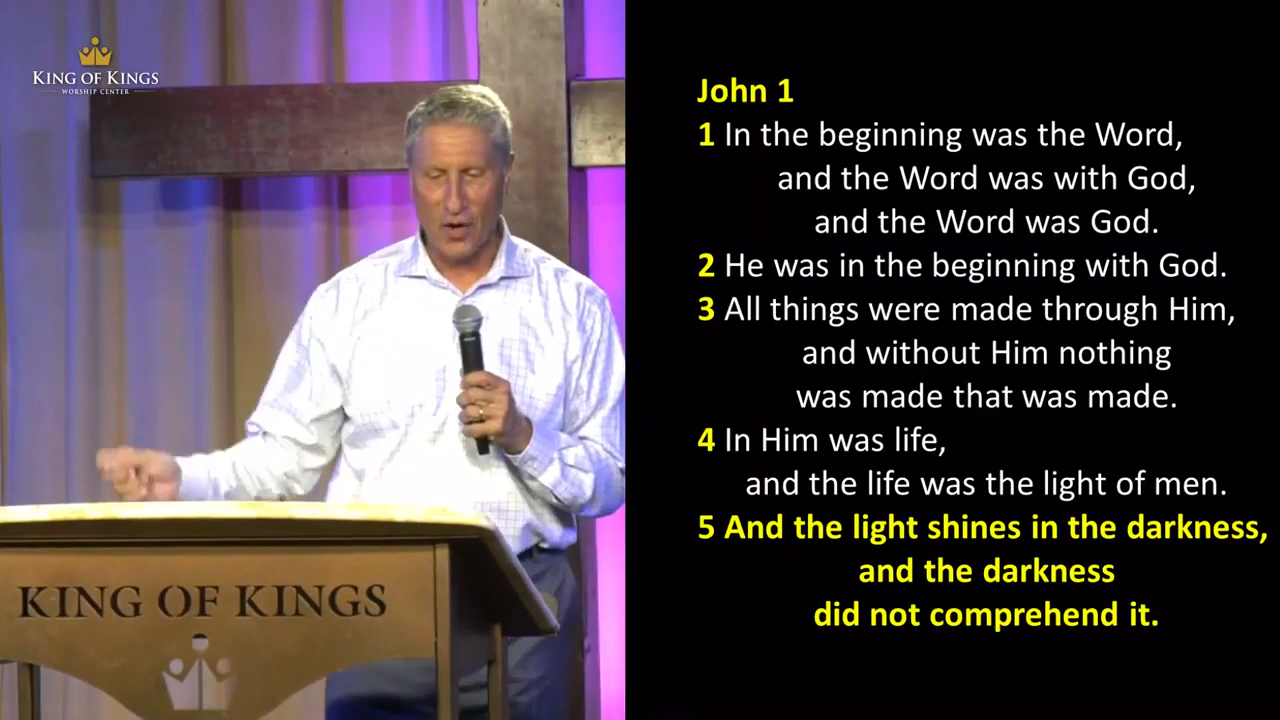 KING OF KINGS
WORSHIP CENTER
KING OF KINGS
John 1
1 In the beginning was the Word,
and the Word was with God,
and the Word was God.
2 He was in the beginning with God.
3 All things were made through Him,
and without Him nothing
was made that was made.
4 In Him was life,
and the life was the light of men.
5 And the light shines in the darkness,
and the darkness
did not comprehend it.